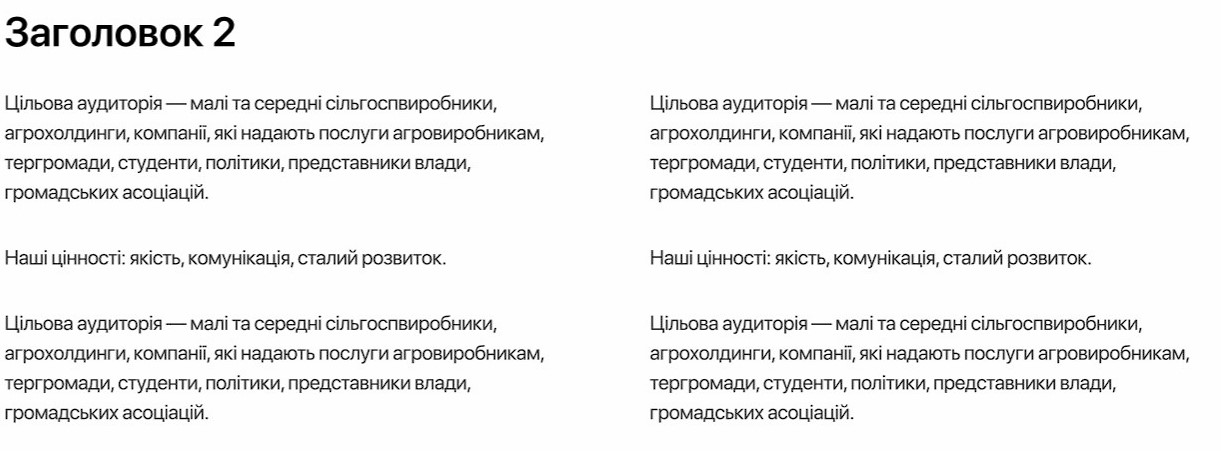 Заголовок 2
Цільова аудиторія — малі та середні сільгоспвиробники,
агрохолдинги, компанії, які надають послуги агровиробникам,
тергромади, студенти, політики, представники влади,
громадських асоціацій.
Наші цінності: якість, комунікація, сталий розвиток.
Цільова аудиторія — малі та середні сільгоспвиробники,
агрохолдинги, компанії, які надають послуги агровиробникам,
тергромади, студенти, політики, представники влади,
громадських асоціацій.
Цільова аудиторія — малі та середні сільгоспвиробники,
агрохолдинги, компанії, які надають послуги агровиробникам,
тергромади, студенти, політики, представники влади,
громадських асоціацій.
Наші цінності: якість, комунікація, сталий розвиток.
Цільова аудиторія — малі та середні сільгоспвиробники,
агрохолдинги, компанії, які надають послуги агровиробникам,
тергромади, студенти, політики, представники влади,
громадських асоціацій.